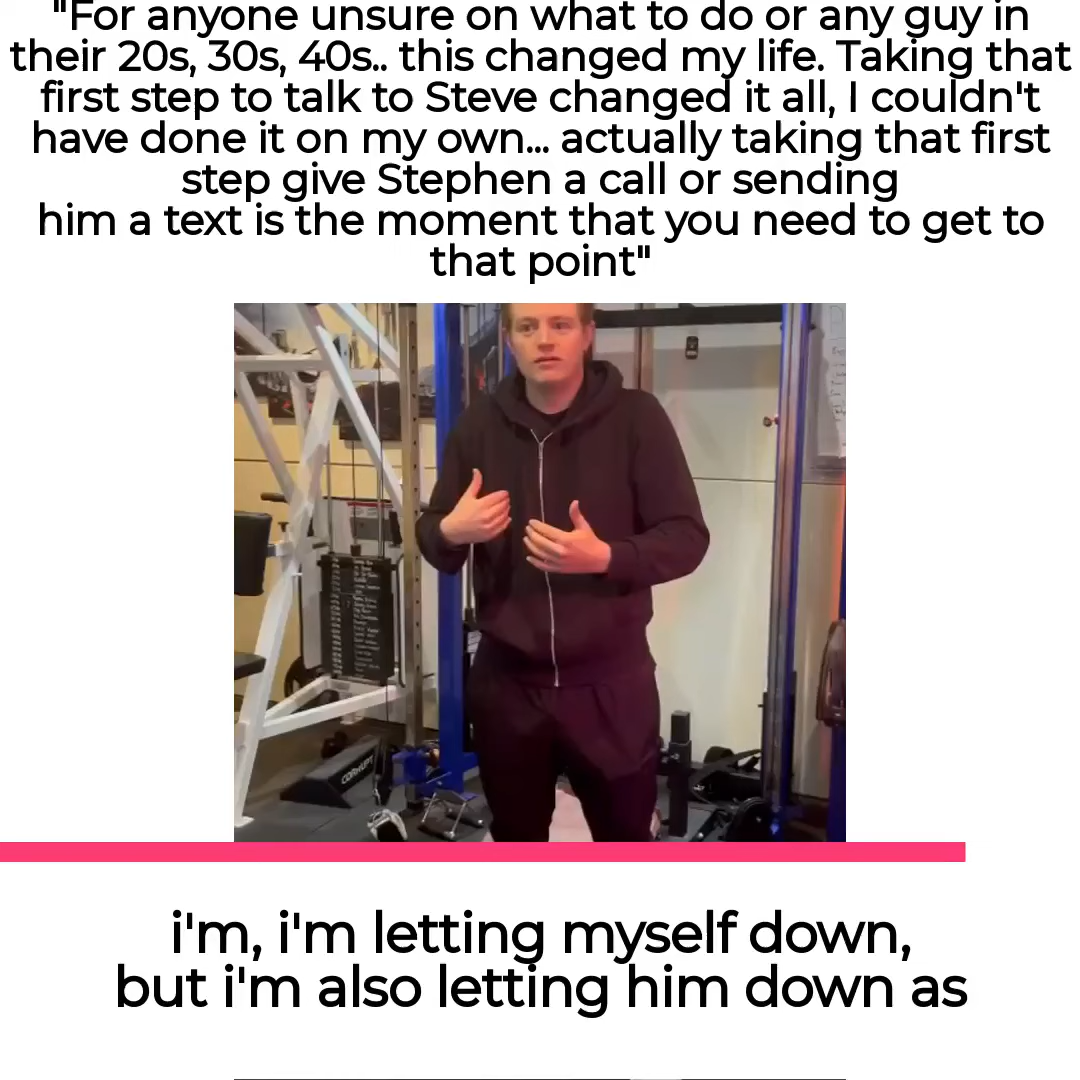 "For anyone unsure on what to do or any guy in
their 20s, 30s, 40s.. this changed my life. Taking that
first step to talk to Steve changed it all, I couldn't
have done it on my own... actually taking that first
step give Stephen a call or sending
him a text is the moment that you need to get to
that point"
CORRUPT
i'm, i'm letting myself down,
but i'm also letting him down as